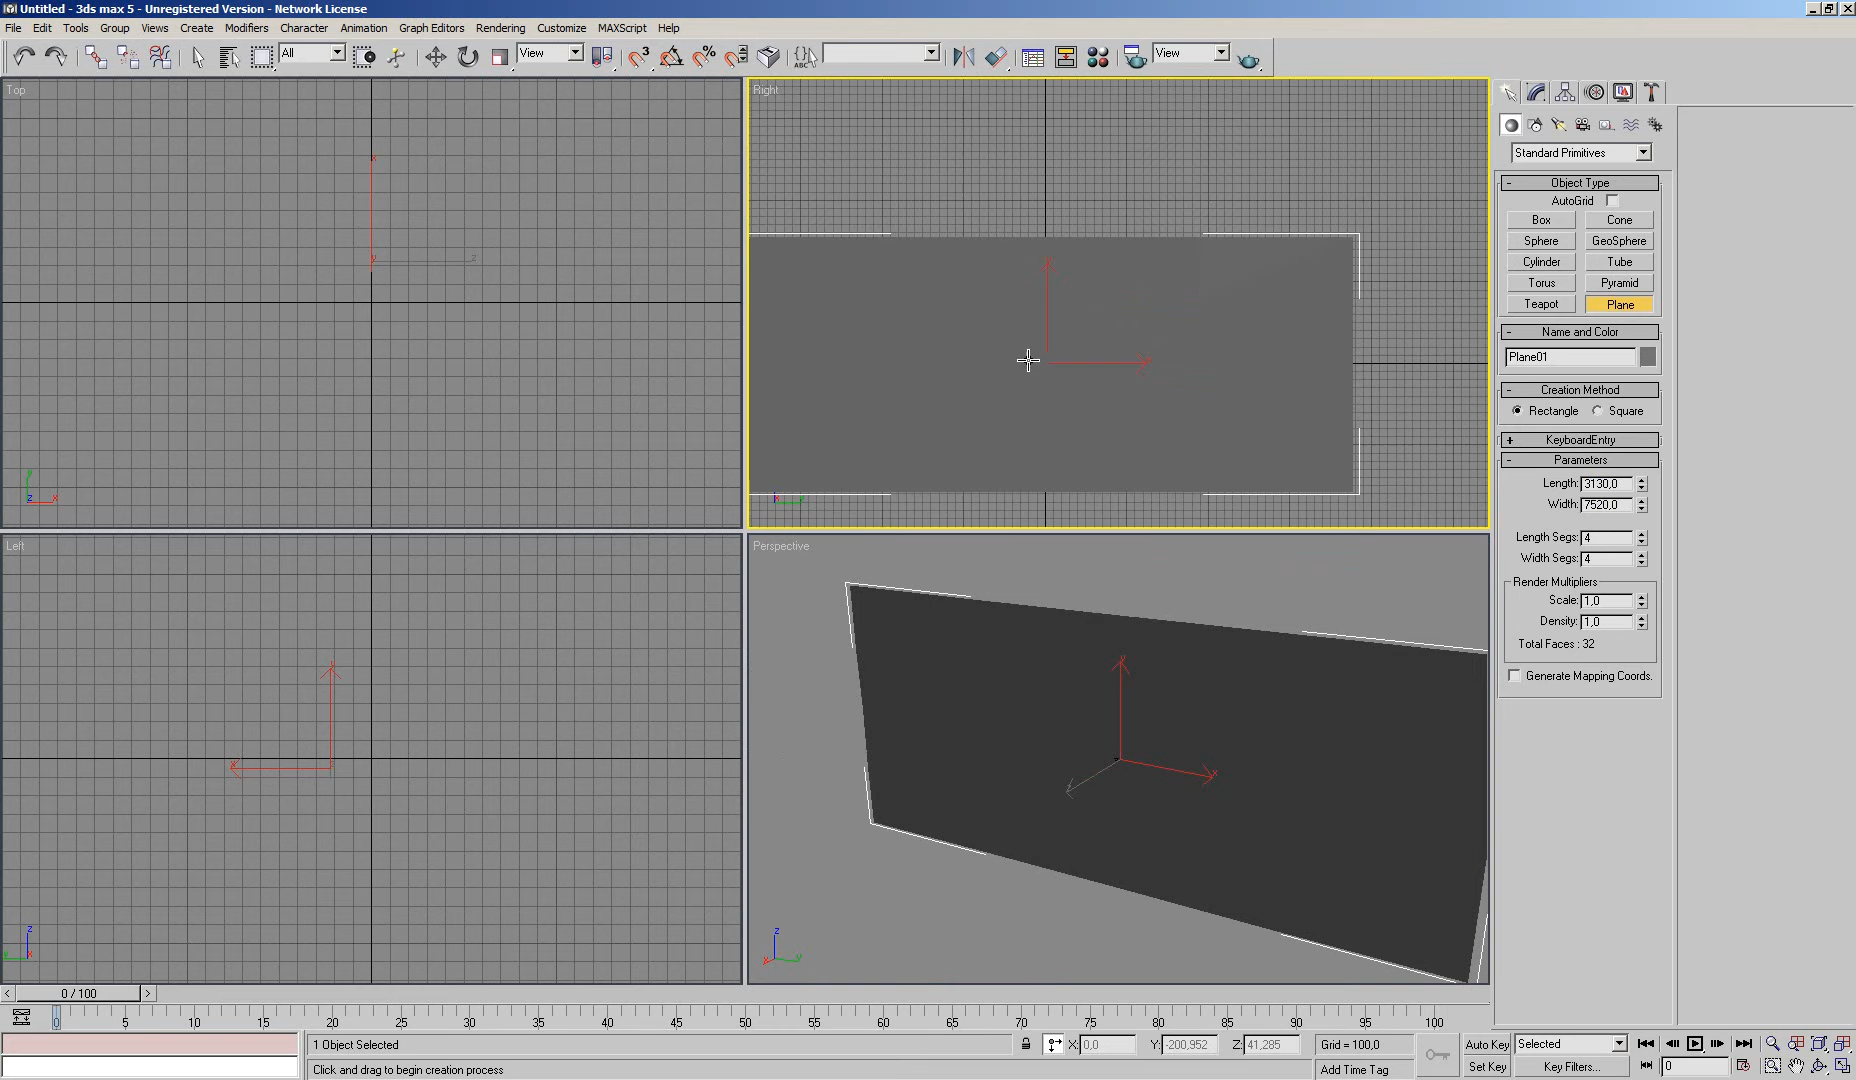 Untitled - 3ds max 5 - Unregistered Version - Network License
File Edit Tools Group Views Create Modifiers Character Animation Graph Editors Rendering Customize MAXScript Help
All View 3 % ABC View
Top
Right
Standard Primitives
- Object Type
AutoGrid
Box Cone
Sphere GeoSphere
Cylinder Tube
Torus Pyramid
Teapot Plane
- Name and Color
Plane01
- Creation Method
Rectangle Square
+ KeyboardEntry
- Parameters
Length: 3130,0
Width: 7520,0
Length Segs: 4
Width Segs: 4
Render Multipliers
Scale: 1,0
Density: 1,0
Total Faces : 32
Generate Mapping Coords.
Left
Perspective
< 0 / 100 >
0 5 10 15 20 25 30 35 40 45 50 55 60 65 70 75 80 85 90 95 100
1 Object Selected X: 0,0 Y: -200,952 Z: 41,285 Grid = 100,0 Auto Key Selected
Click and drag to begin creation process Add Time Tag Set Key Key Filters... 0